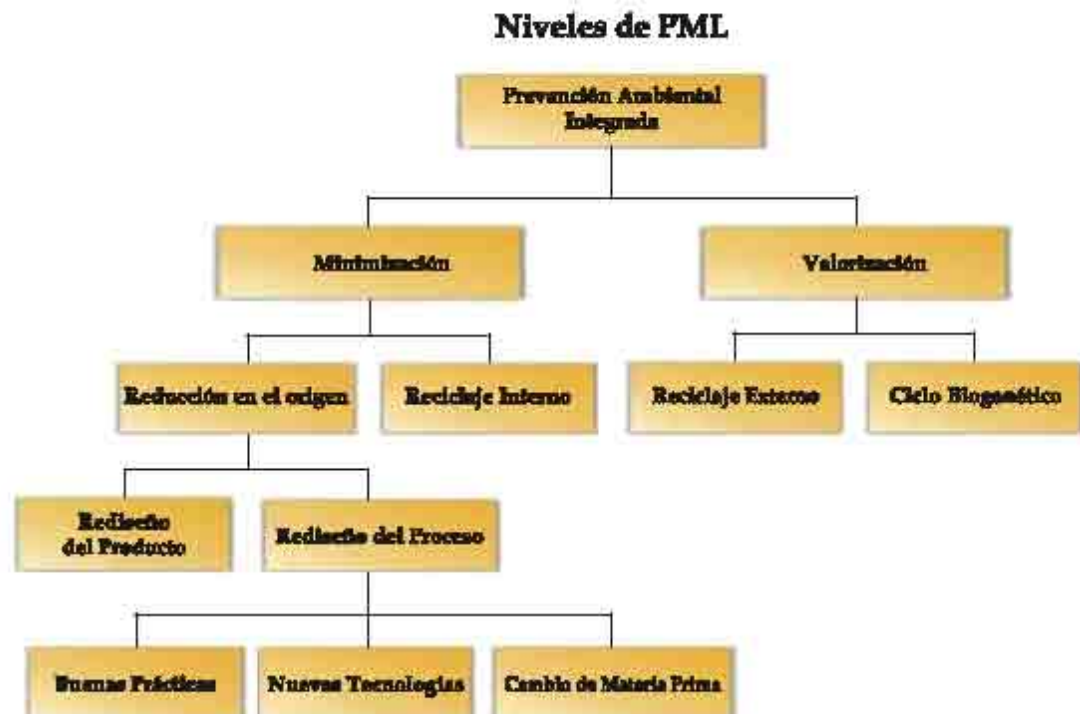 Niveles de PML
Prevención Ambiental
Integrada
Minimización
Valorización
Reducción en el origen
Reciclaje Interno
Reciclaje Externo
Ciclo Biogenético
Rediseño
del Producto
Rediseño del Proceso
Buenas Prácticas
Nuevas Tecnologías
Cambio de Materia Prima